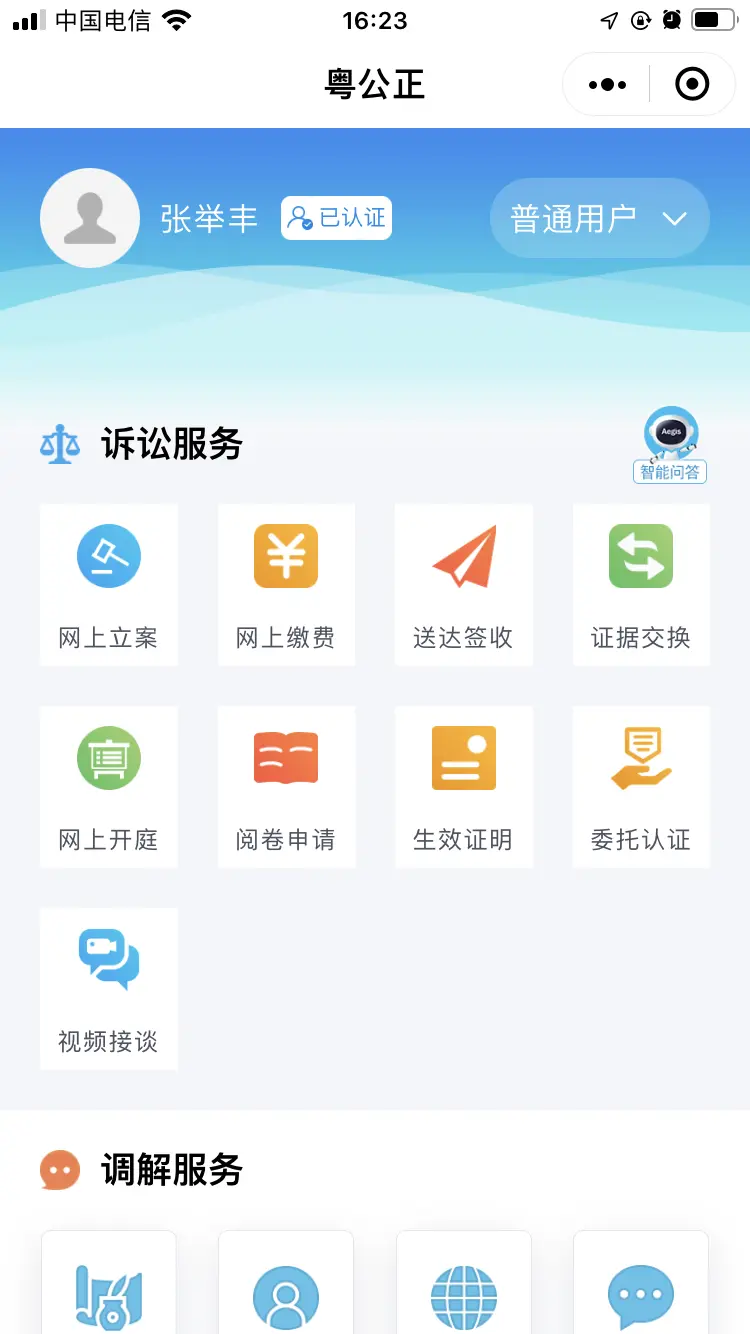 中国电信 16:23
粤公正
张举丰 已认证 普通用户
诉讼服务
Aegis
智能问答
网上立案 网上缴费 送达签收 证据交换
网上开庭 阅卷申请 生效证明 委托认证
视频接谈
调解服务